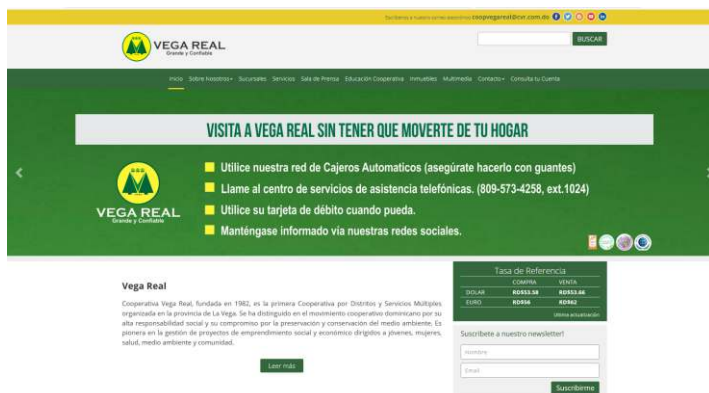 Escríbenos a nuestro correo electrónico coopvegareal@csr.com.do
VEGA REAL
Grande y Confiable
BUSCAR
Inicio Sobre Nosotros Sucursales Servicios Sala de Prensa Educación Cooperativa Inmuebles Multimedia Contacto Consulta tu Cuenta
VISITA A VEGA REAL SIN TENER QUE MOVERTE DE TU HOGAR
Utilice nuestra red de Cajeros Automaticos (asegúrate hacerlo con guantes)
Llame al centro de servicios de asistencia telefónicas. (809-573-4258, ext.1024)
Utilice su tarjeta de débito cuando pueda.
Manténgase informado vía nuestras redes sociales.
VEGA REAL
Grande y Confiable
Vega Real
Cooperativa Vega Real, fundada en 1982, es la primera Cooperativa por Distritos y Servicios Múltiples
organizada en la provincia de La Vega. Se ha distinguido en el movimiento cooperativo dominicano por su
alta responsabilidad social y su compromiso por la preservación y conservación del medio ambiente. Es
pionera en la gestión de proyectos de emprendimiento social y económico dirigidos a jóvenes, mujeres,
salud, medio ambiente y comunidad.
Leer más
Tasa de Referencia
COMPRA VENTA
DOLAR RD$53.58 RD$53.66
EURO RD$56 RD$62
Ultima actualización
Suscribete a nuestro newsletter!
Nombre
Email
Suscribirme